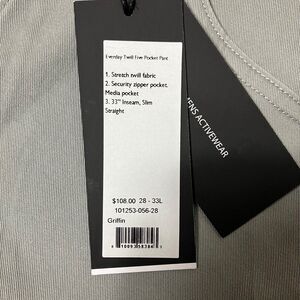 Everyday Twill Five Pocket Pant
1. Stretch twill fabric
2. Security zipper pocket.
Media pocket
3. 33" Inseam, Slim
Straight
$108.00 28 - 33L
101253-056-28
Griffin
ENS ACTIVEWEAR